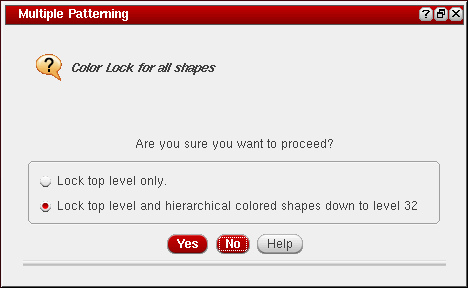 Multiple Patterning
Color Lock for all shapes
Are you sure you want to proceed?
Lock top level only.
Lock top level and hierarchical colored shapes down to level 32
Yes No Help